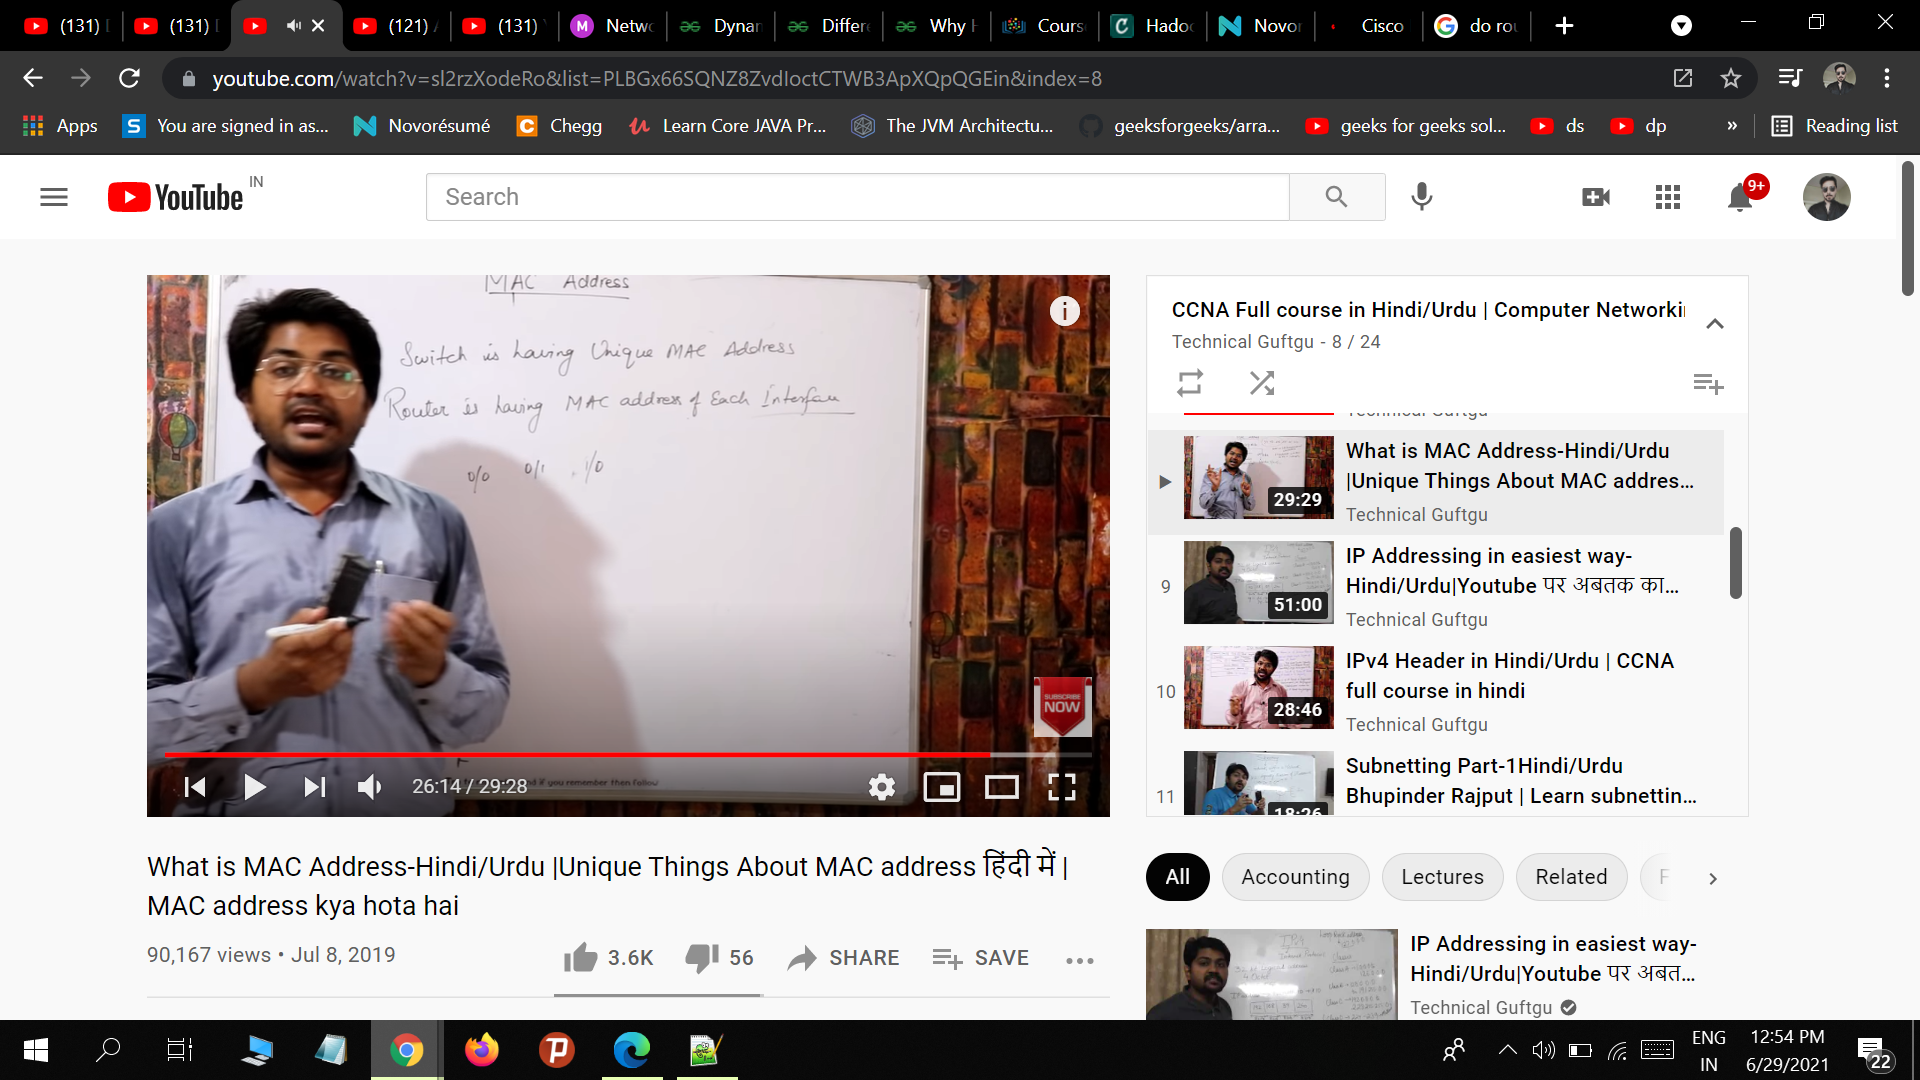 (131)
(131)
(121)
(131)
Netwo
Dynam
Differ
Why H
Cours
Hadoo
Novor
Cisco
do rou
youtube.com/watch?v=sl2rzXodeRo&list=PLBGx66SQNZ8ZvdIoctCTWB3ApXQpQGEin&index=8
Apps
You are signed in as...
Novorésumé
Chegg
Learn Core JAVA Pr...
The JVM Architectu...
geeksforgeeks/arra...
geeks for geeks sol...
ds
dp
»
Reading list
YouTube IN
Search
9+
MAC Address
Switch is having Unique MAC Address
Router is having MAC address of Each Interface
0/0 0/1 1/0
SUBSCRIBE
NOW
26:14 / 29:28
if you remember then follow
CCNA Full course in Hindi/Urdu | Computer Networkin
Technical Guftgu - 8 / 24
Technical Guftgu
What is MAC Address-Hindi/Urdu
|Unique Things About MAC addres...
Technical Guftgu
29:29
9
IP Addressing in easiest way-
Hindi/Urdu|Youtube पर अबतक का...
Technical Guftgu
51:00
10
IPv4 Header in Hindi/Urdu | CCNA
full course in hindi
Technical Guftgu
28:46
11
Subnetting Part-1Hindi/Urdu
Bhupinder Rajput | Learn subnettin...
18:26
What is MAC Address-Hindi/Urdu |Unique Things About MAC address हिंदी में |
MAC address kya hota hai
90,167 views • Jul 8, 2019
3.6K
56
SHARE
SAVE
All
Accounting
Lectures
Related
F
IP Addressing in easiest way-
Hindi/Urdu|Youtube पर अबत...
Technical Guftgu
ENG
IN
12:54 PM
6/29/2021
22